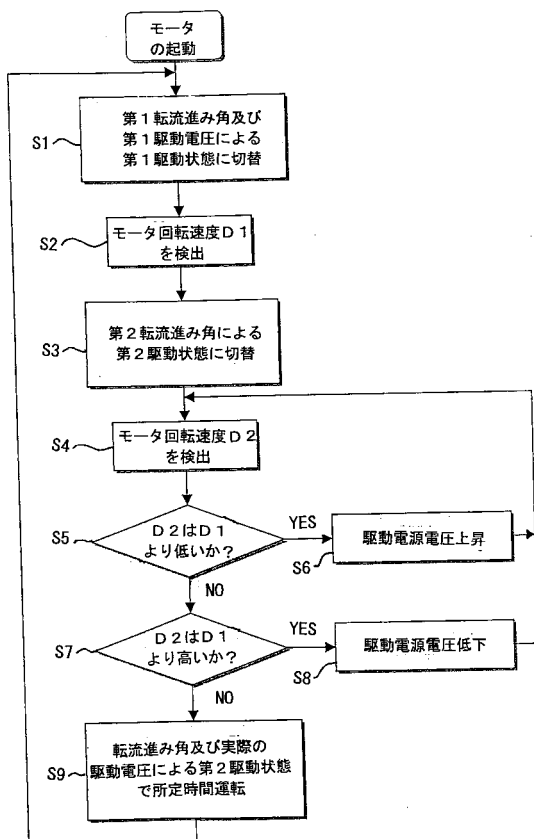 モータ
の起動
S1
第1転流進み角及び
第1駆動電圧による
第1駆動状態に切替
S2
モータ回転速度D1
を検出
S3
第2転流進み角による
第2駆動状態に切替
S4
モータ回転速度D2
を検出
S5
D2はD1
より低いか?
YES
NO
S6
駆動電源電圧上昇
S7
D2はD1
より高いか?
YES
NO
S8
駆動電源電圧低下
S9
転流進み角及び実際の
駆動電圧による第2駆動状態
で所定時間運転